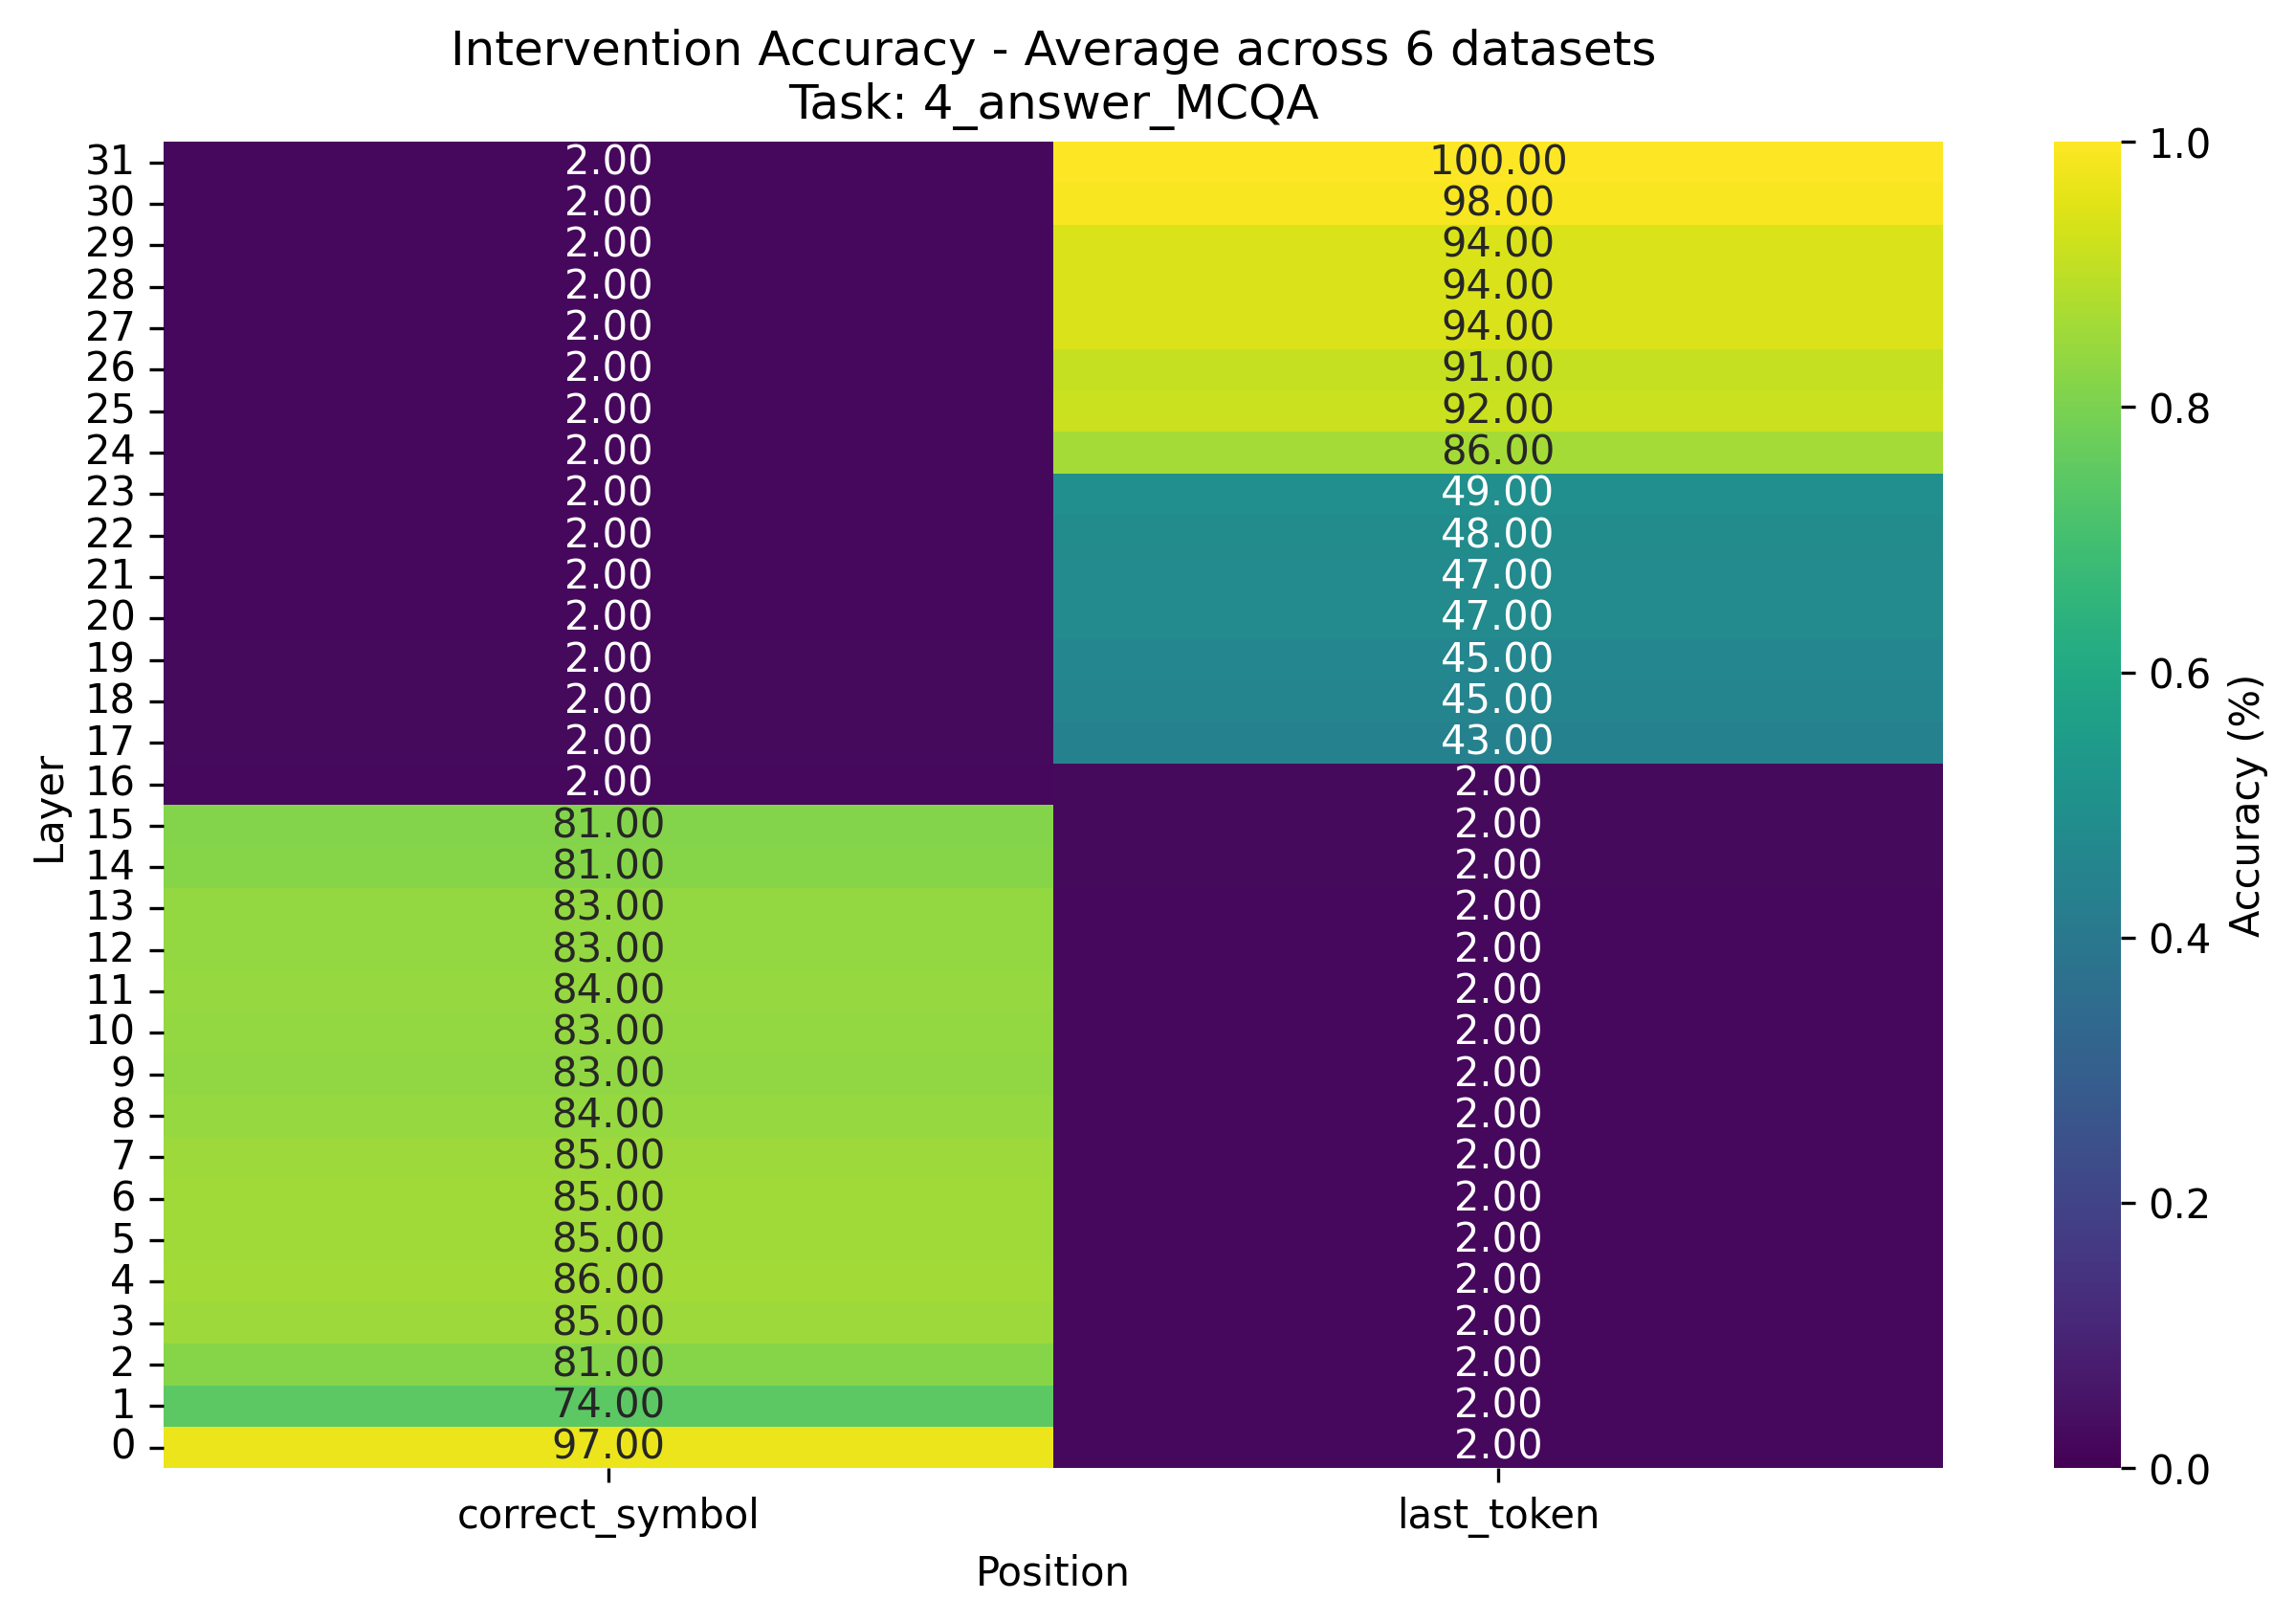 Intervention Accuracy - Average across 6 datasets
Task: 4_answer_MCQA
31 2.00 100.00
30 2.00 98.00
29 2.00 94.00
28 2.00 94.00
27 2.00 94.00
26 2.00 91.00
25 2.00 92.00
24 2.00 86.00
23 2.00 49.00
22 2.00 48.00
21 2.00 47.00
20 2.00 47.00
19 2.00 45.00
18 2.00 45.00
17 2.00 43.00
16 2.00 2.00
15 81.00 2.00
14 81.00 2.00
13 83.00 2.00
12 83.00 2.00
11 84.00 2.00
10 83.00 2.00
9 83.00 2.00
8 84.00 2.00
7 85.00 2.00
6 85.00 2.00
5 85.00 2.00
4 86.00 2.00
3 85.00 2.00
2 81.00 2.00
1 74.00 2.00
0 97.00 2.00
correct_symbol last_token
Position
Layer
1.0
0.8
0.6
0.4
0.2
0.0
Accuracy (%)